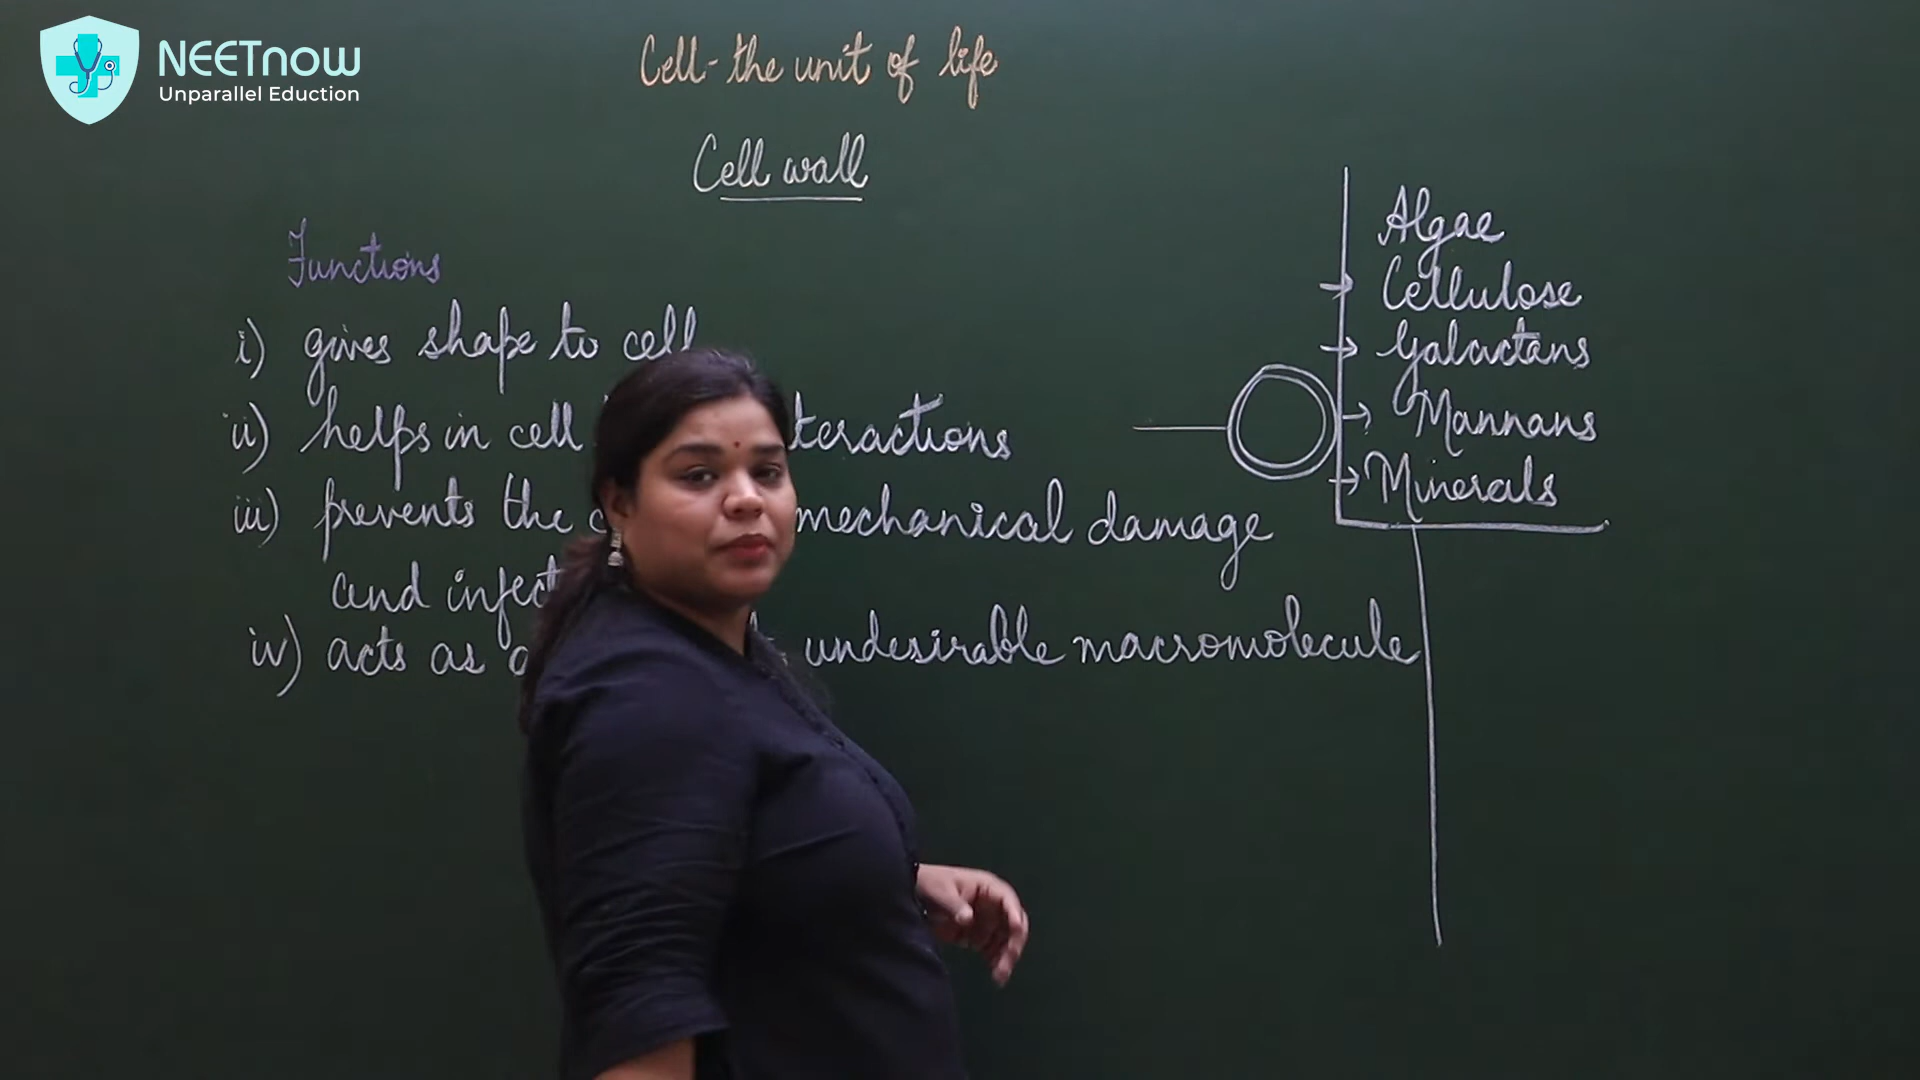 NEETnow
Unparallel Eduction
Cell - the unit of life
Cell wall
Functions
i) gives shape to cell
ii) helps in cell teractions
iii) prevents the mechanical damage
and infect
iv) acts as undesirable macromolecule
Algae
→ Cellulose
→ Galactans
→ Mannans
→ Minerals